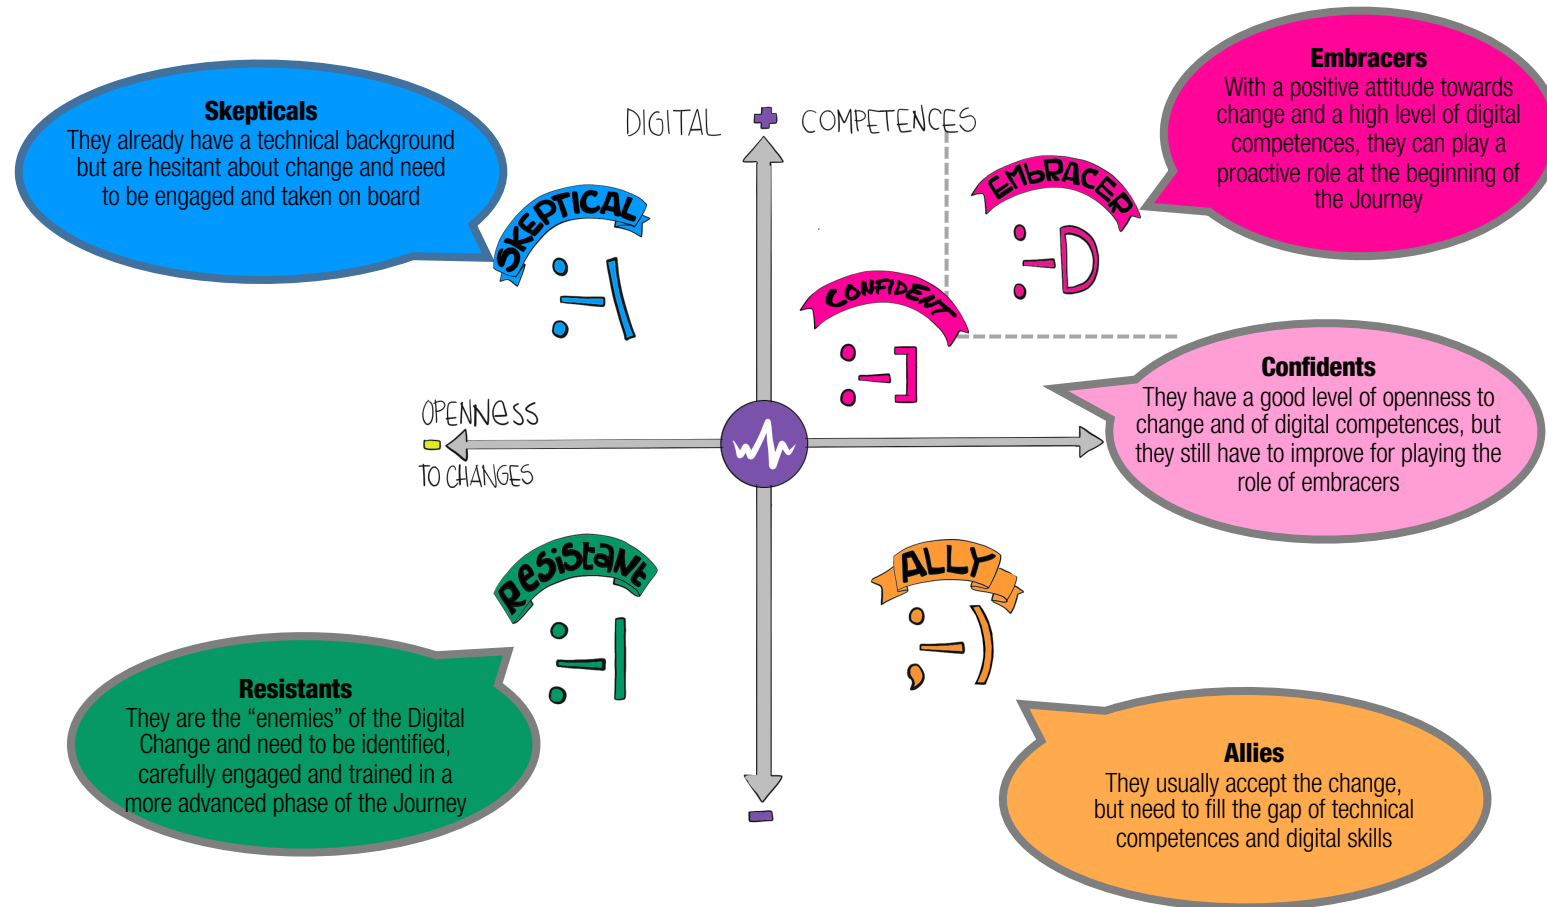 Skepticals
They already have a technical background
but are hesitant about change and need
to be engaged and taken on board
DIGITAL COMPETENCES
Embracers
With a positive attitude towards
change and a high level of digital
competences, they can play a
proactive role at the beginning of
the Journey
SKEPTICAL
:-\
EMbRACER
:-D
CONFIDENT
:-]
OPENNeSS
TO CHANGES
Confidents
They have a good level of openness to
change and of digital competences, but
they still have to improve for playing the
role of embracers
ResistaNt
:-|
ALLY
;-)
Resistants
They are the “enemies” of the Digital
Change and need to be identified,
carefully engaged and trained in a
more advanced phase of the Journey
Allies
They usually accept the change,
but need to fill the gap of technical
competences and digital skills